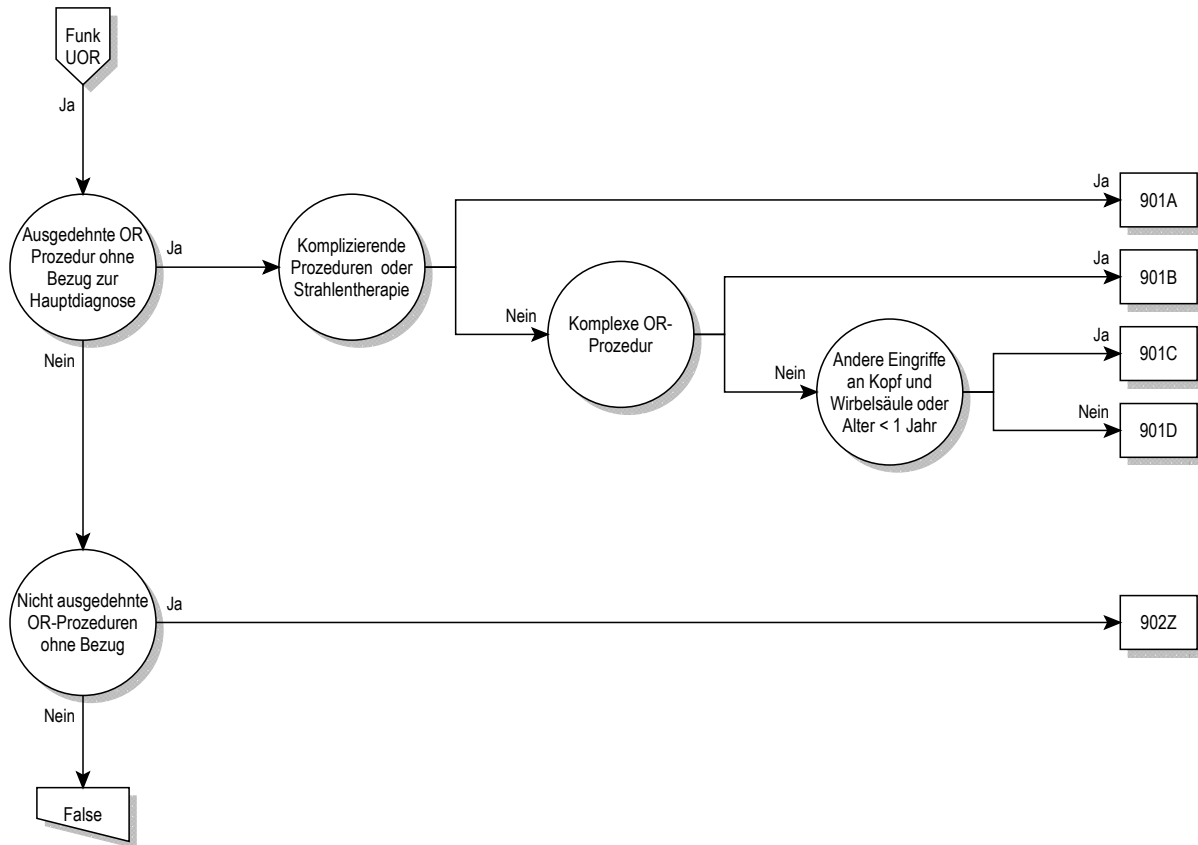 Funk
UOR
Ja
Ausgedehnte OR
Prozedur ohne
Bezug zur
Hauptdiagnose
Ja
Komplizierende
Prozeduren oder
Strahlentherapie
Ja
901A
Nein
Komplexe OR-
Prozedur
Ja
901B
Nein
Andere Eingriffe
an Kopf und
Wirbelsäule oder
Alter < 1 Jahr
Ja
901C
Nein
901D
Nein
Nicht ausgedehnte
OR-Prozeduren
ohne Bezug
Ja
902Z
Nein
False